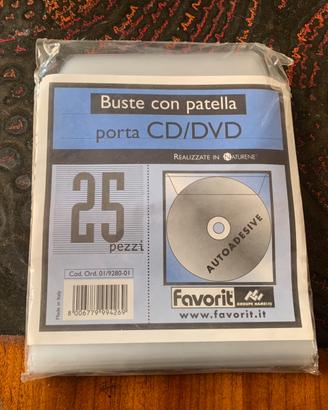 Buste con patella
porta CD/DVD
REALIZZATE IN NATURENE
25
pezzi
AUTOADESIVE
Cod. Ord. 01/9280-01
Made in Italy
8 006779 994269
favorit
GROUPE HAMELIN
www.favorit.it